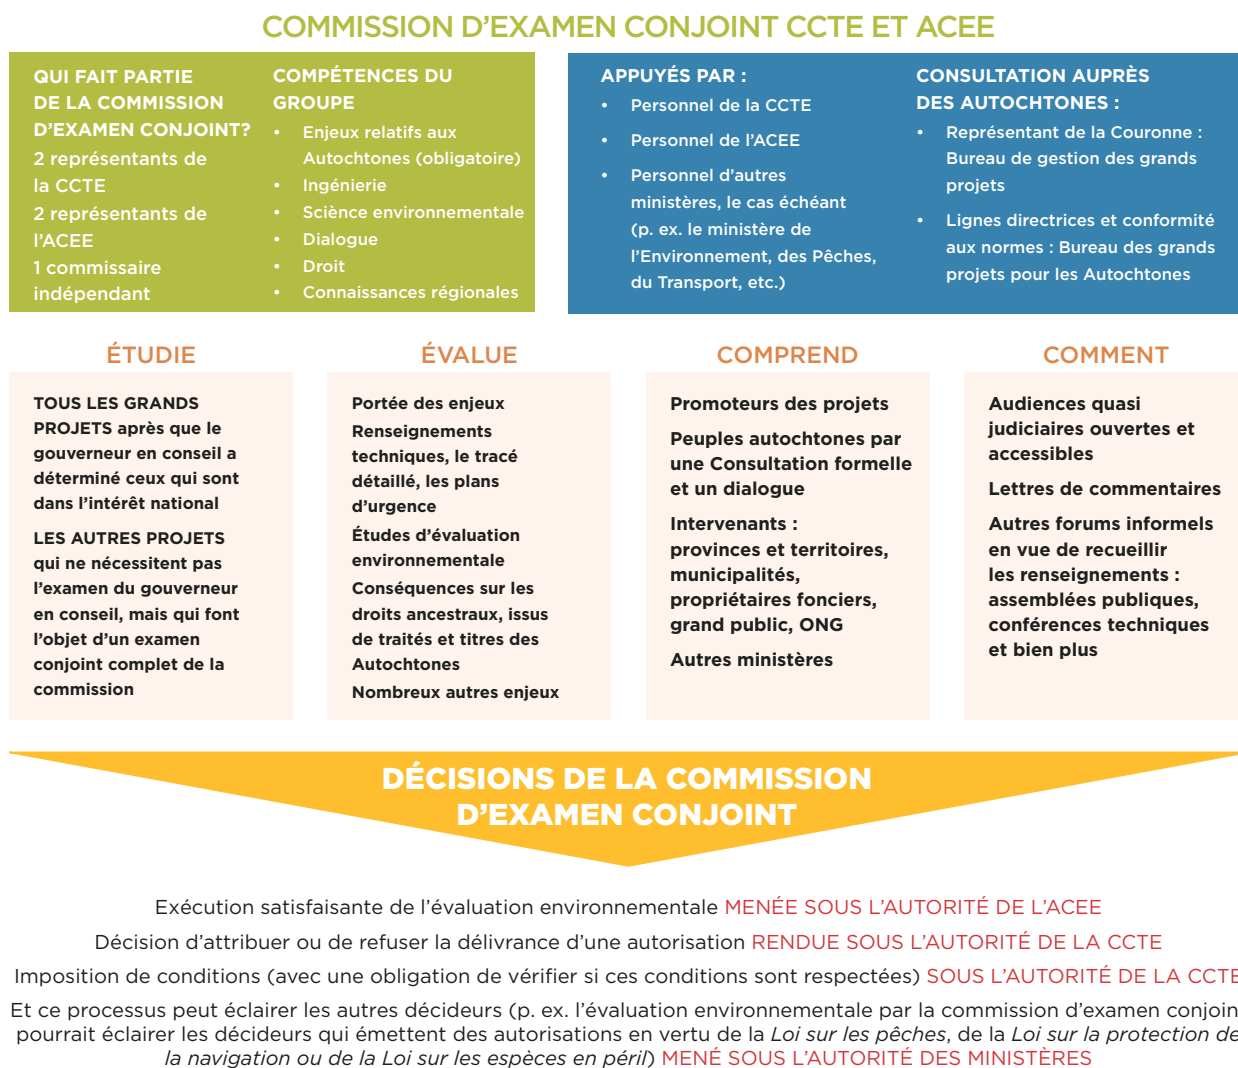 COMMISSION D’EXAMEN CONJOINT CCTE ET ACEE
QUI FAIT PARTIE
DE LA COMMISSION
D’EXAMEN CONJOINT?
2 représentants de
la CCTE
2 représentants de
l’ACEE
1 commissaire
indépendant
COMPÉTENCES DU
GROUPE
• Enjeux relatifs aux
Autochtones (obligatoire)
• Ingénierie
• Sciènce environnementale
• Dialogue
• Droit
• Connaissances régionales
APPUYÉS PAR :
• Personnel de la CCTE
• Personnel de l’ACEE
• Personnel d’autres
ministères, le cas échéant
(p. ex. le ministère de
l’Environnement, des Pêches,
du Transport, etc.)
CONSULTATION AUPRÈS
DES AUTOCHTONES :
• Représentant de la Couronne :
Bureau de gestion des grands
projets
• Lignes directrices et conformité
aux normes : Bureau des grands
projets pour les Autochtones
ÉTUDIE
TOUS LES GRANDS
PROJETS après que le
gouverneur en conseil a
déterminé ceux qui sont
dans l’intérêt national
LES AUTRES PROJETS
qui ne nécessitent pas
l’examen du gouverneur
en conseil, mais qui font
l’objet d’un examen
conjoint complet de la
commission
ÉVALUE
Portée des enjeux
Renseignements
techniques, le tracé
détaillé, les plans
d’urgence
Études d’évaluation
environnementale
Conséquences sur les
droits ancestraux, issus
de traités et titres des
Autochtones
Nombreux autres enjeux
COMPREND
Promoteurs des projets
Peuples autochtones par
une Consultation formelle
et un dialogue
Intervenants :
provinces et territoires,
municipalités,
propriétaires fonciers,
grand public, ONG
Autres ministères
COMMENT
Audiences quasi
judiciaires ouvertes et
accessibles
Lettres de commentaires
Autres forums informels
en vue de recueillir
les renseignements :
assemblées publiques,
conférences techniques
et bien plus
DÉCISIONS DE LA COMMISSION
D’EXAMEN CONJOINT
Exécution satisfaisante de l’évaluation environnementale MENÉE SOUS L’AUTORITÉ DE L’ACEE
Décision d’attribuer ou de refuser la délivrance d’une autorisation RENDUE SOUS L’AUTORITÉ DE LA CCTE
Imposition de conditions (avec une obligation de vérifier si ces conditions sont respectées) SOUS L’AUTORITÉ DE LA CCTE
Et ce processus peut éclairer les autres décideurs (p. ex. l’évaluation environnementale par la commission d’examen conjoin
pourrait éclairer les décideurs qui émettent des autorisations en vertu de la Loi sur les pêches, de la Loi sur la protection de
la navigation ou de la Loi sur les espèces en péril) MENÉ SOUS L’AUTORITÉ DES MINISTÈRES